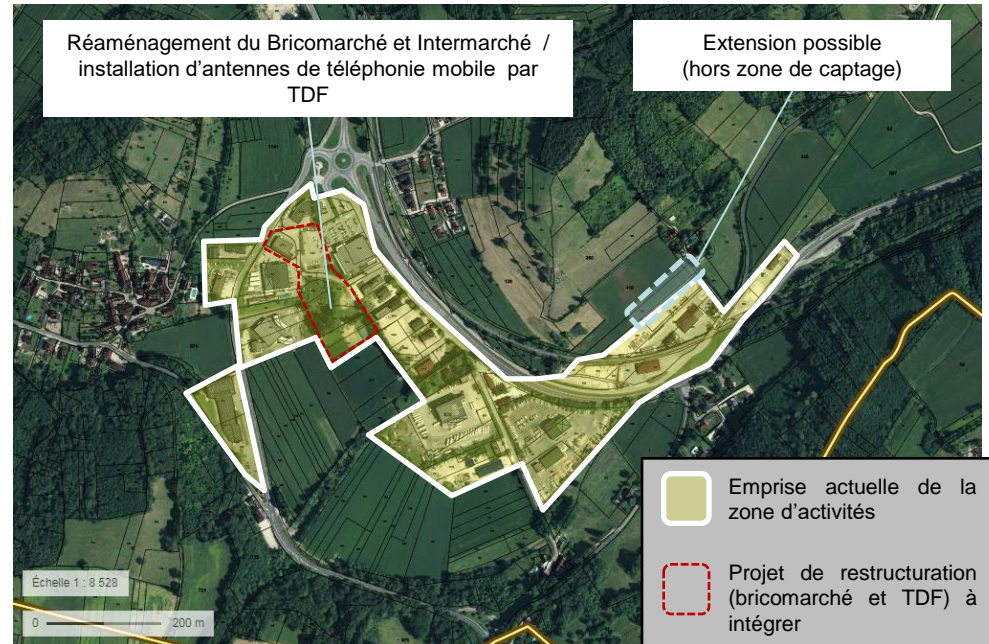 Réaménagement du Bricomarché et Intermarché /
installation d'antennes de téléphonie mobile par
TDF
Extension possible
(hors zone de captage)
Emprise actuelle de la
zone d'activités
Projet de restructuration
(bricomarché et TDF) à
intégrer
Échelle 1 : 8 528
0
200 m